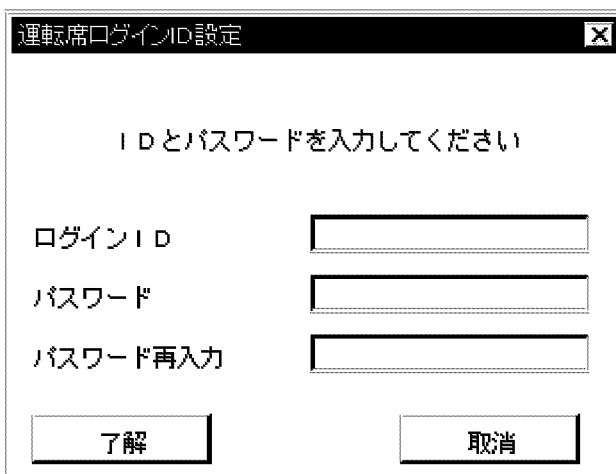 運転席ログインID設定
ＩＤとパスワードを入力してください
ログインＩＤ
パスワード
パスワード再入力
了解 取消